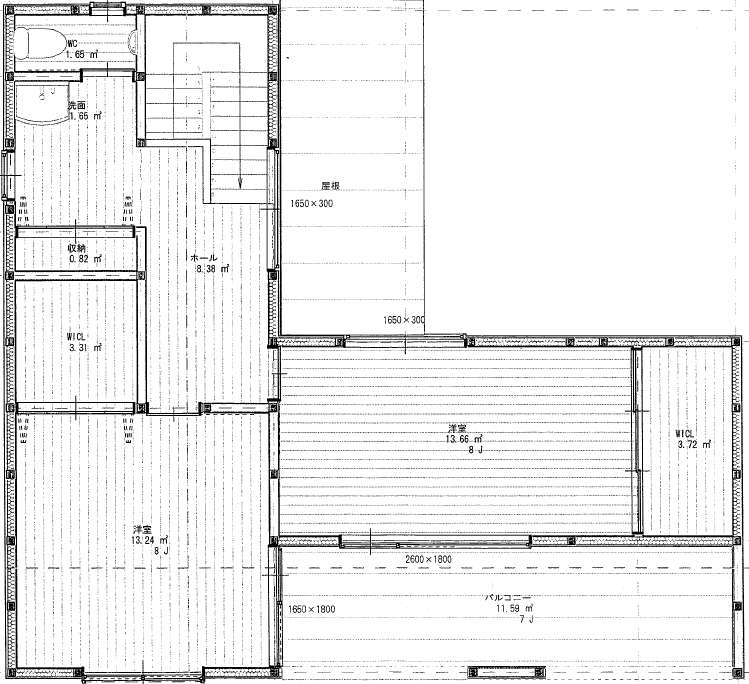 WC
1.65 ㎡
洗面
1.65 ㎡
屋根
1650×300
収納
0.82 ㎡
ホール
8.38 ㎡
1650×300
WICL
3.31 ㎡
洋室
13.66 ㎡
8 J
WICL
3.72 ㎡
洋室
13.24 ㎡
8 J
2600×1800
バルコニー
11.59 ㎡
7 J
1650×1800